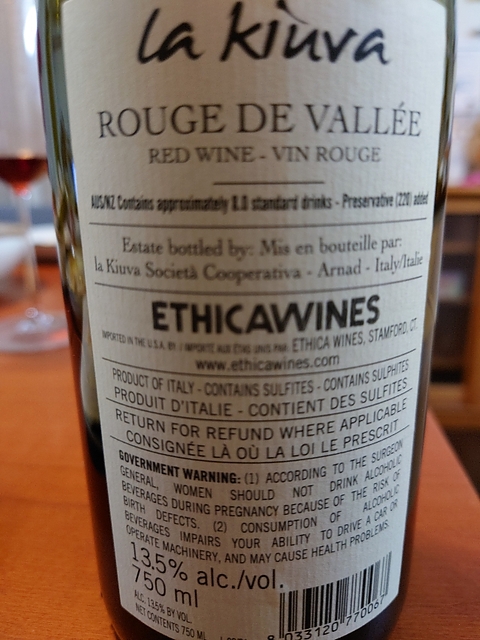 la kiùva
ROUGE DE VALLÉE
RED WINE - VIN ROUGE
AUS/NZ Contains approximately 8.0 standard drinks - Preservative (220) added
Estate bottled by: Mis en bouteille par:
la Kiuva Società Cooperativa - Arnad - Italy/Italie
ETHICAWINES
IMPORTED IN THE U.S.A. BY: / IMPORTÉ AUX ÉTAS UNIS PAR: ETHICA WINES, STAMFORD, CT.
www.ethicawines.com
PRODUCT OF ITALY - CONTAINS SULFITES - CONTAINS SULPHITES
PRODUIT D'ITALIE - CONTIENT DES SULFITES
RETURN FOR REFUND WHERE APPLICABLE
CONSIGNÉE LÀ OÙ LA LOI LE PRESCRIT
GOVERNMENT WARNING: (1) ACCORDING TO THE SURGEON
GENERAL, WOMEN SHOULD NOT DRINK ALCOHOLIC
BEVERAGES DURING PREGNANCY BECAUSE OF THE RISK OF
BIRTH DEFECTS. (2) CONSUMPTION OF ALCOHOLIC
BEVERAGES IMPAIRS YOUR ABILITY TO DRIVE A CAR OR
OPERATE MACHINERY, AND MAY CAUSE HEALTH PROBLEMS.
13.5% alc./vol.
750 ml
ALC. 13.5% BY VOL.
NET CONTENTS 750 ML
8 033120 770067